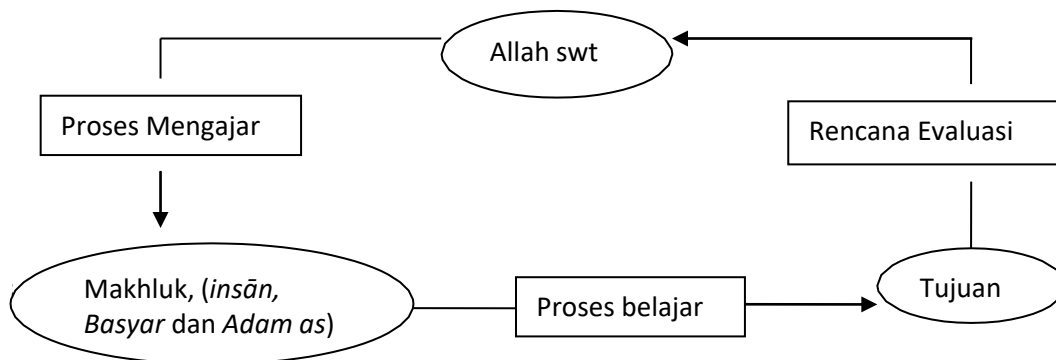 Allah swt
Proses Mengajar
Rencana Evaluasi
Makhluk, (insān,
Basyar dan Adam as)
Proses belajar
Tujuan